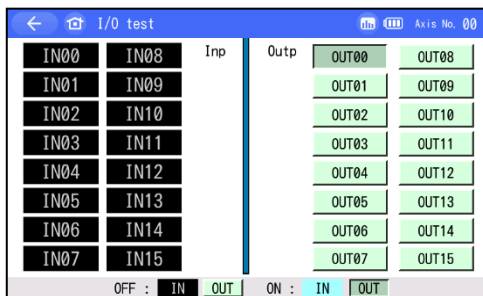 I/O test Axis No. 00
IN00 IN08 Inp Outp OUT00 OUT08
IN01 IN09 OUT01 OUT09
IN02 IN10 OUT02 OUT10
IN03 IN11 OUT03 OUT11
IN04 IN12 OUT04 OUT12
IN05 IN13 OUT05 OUT13
IN06 IN14 OUT06 OUT14
IN07 IN15 OUT07 OUT15
OFF : IN OUT ON : IN OUT